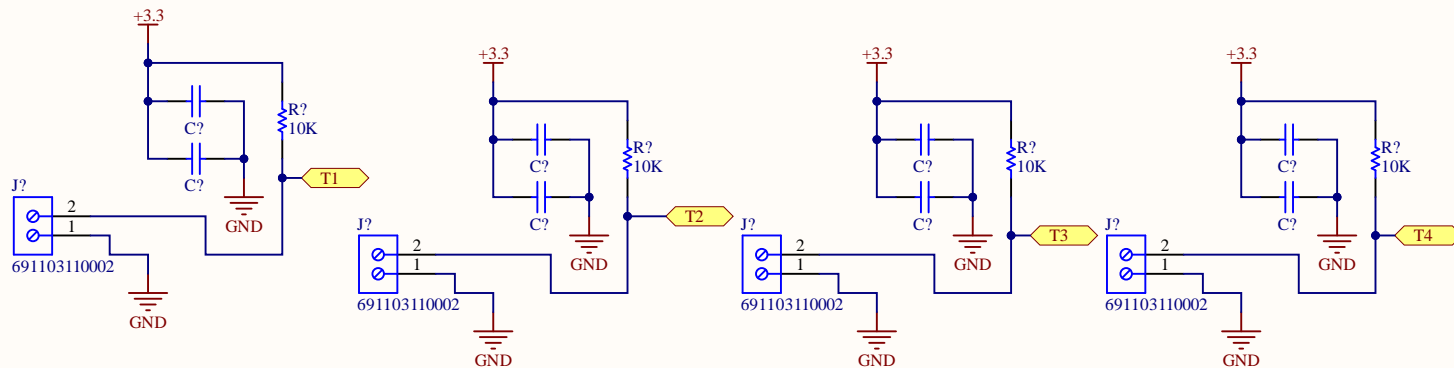 +3.3
R?
10K
C?
C?
T1
J?
2
1
GND
691103110002
GND
+3.3
R?
10K
C?
C?
T2
J?
2
1
GND
691103110002
GND
+3.3
R?
10K
C?
C?
T3
J?
2
1
GND
691103110002
GND
+3.3
R?
10K
C?
C?
T4
J?
2
1
GND
691103110002
GND